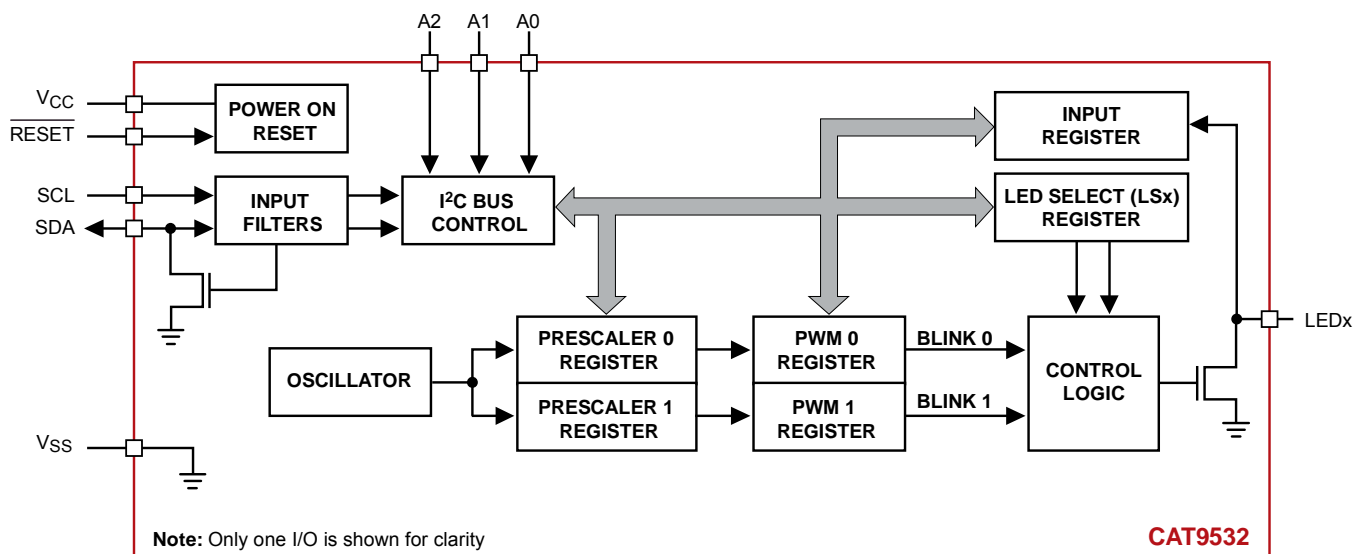 A2 A1 A0
VCC
RESET
POWER ON
RESET
INPUT
REGISTER
SCL
SDA
INPUT
FILTERS
I²C BUS
CONTROL
LED SELECT (LSx)
REGISTER
OSCILLATOR
PRESCALER 0
REGISTER
PWM 0
REGISTER
BLINK 0
PRESCALER 1
REGISTER
PWM 1
REGISTER
BLINK 1
CONTROL
LOGIC
LEDx
VSS
Note: Only one I/O is shown for clarity
CAT9532